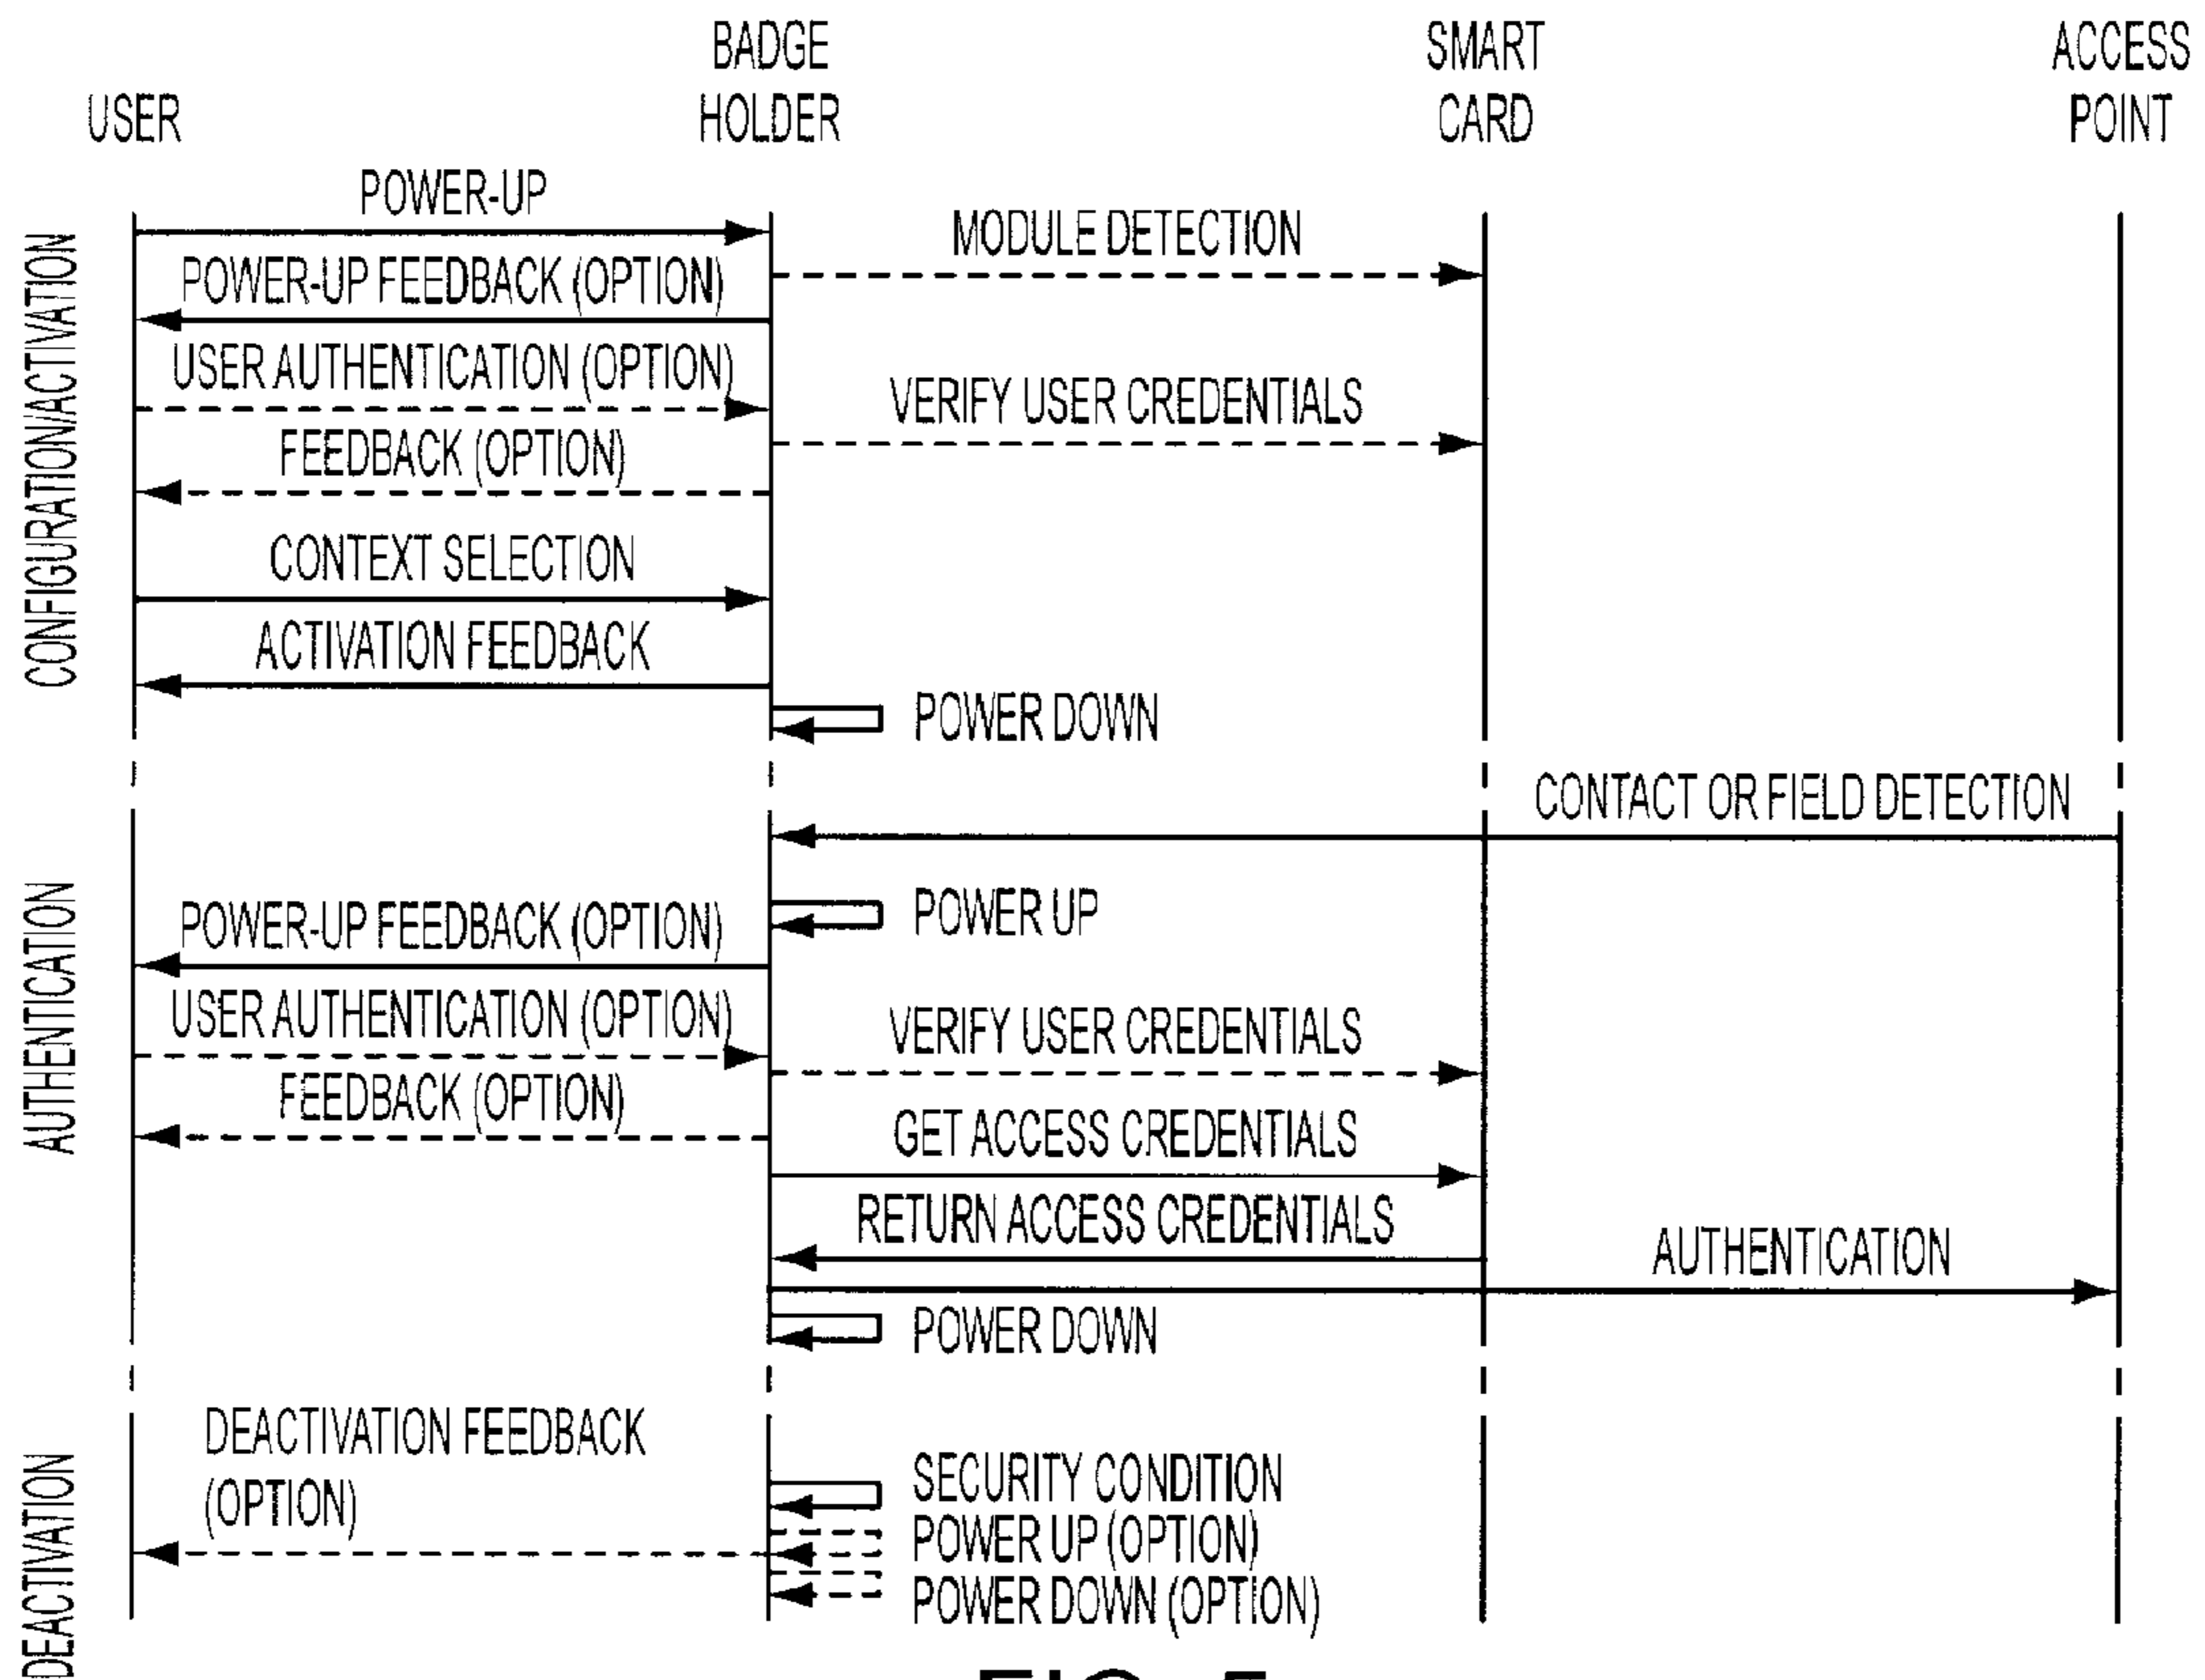 USER
BADGE
HOLDER
SMART
CARD
ACCESS
POINT
CONFIGURATION/ACTIVATION
POWER-UP
MODULE DETECTION
POWER-UP FEEDBACK (OPTION)
USER AUTHENTICATION (OPTION)
VERIFY USER CREDENTIALS
FEEDBACK (OPTION)
CONTEXT SELECTION
ACTIVATION FEEDBACK
POWER DOWN
AUTHENTICATION
CONTACT OR FIELD DETECTION
POWER UP
POWER-UP FEEDBACK (OPTION)
USER AUTHENTICATION (OPTION)
VERIFY USER CREDENTIALS
FEEDBACK (OPTION)
GET ACCESS CREDENTIALS
RETURN ACCESS CREDENTIALS
AUTHENTICATION
POWER DOWN
DEACTIVATION
DEACTIVATION FEEDBACK
(OPTION)
SECURITY CONDITION
POWER UP (OPTION)
POWER DOWN (OPTION)